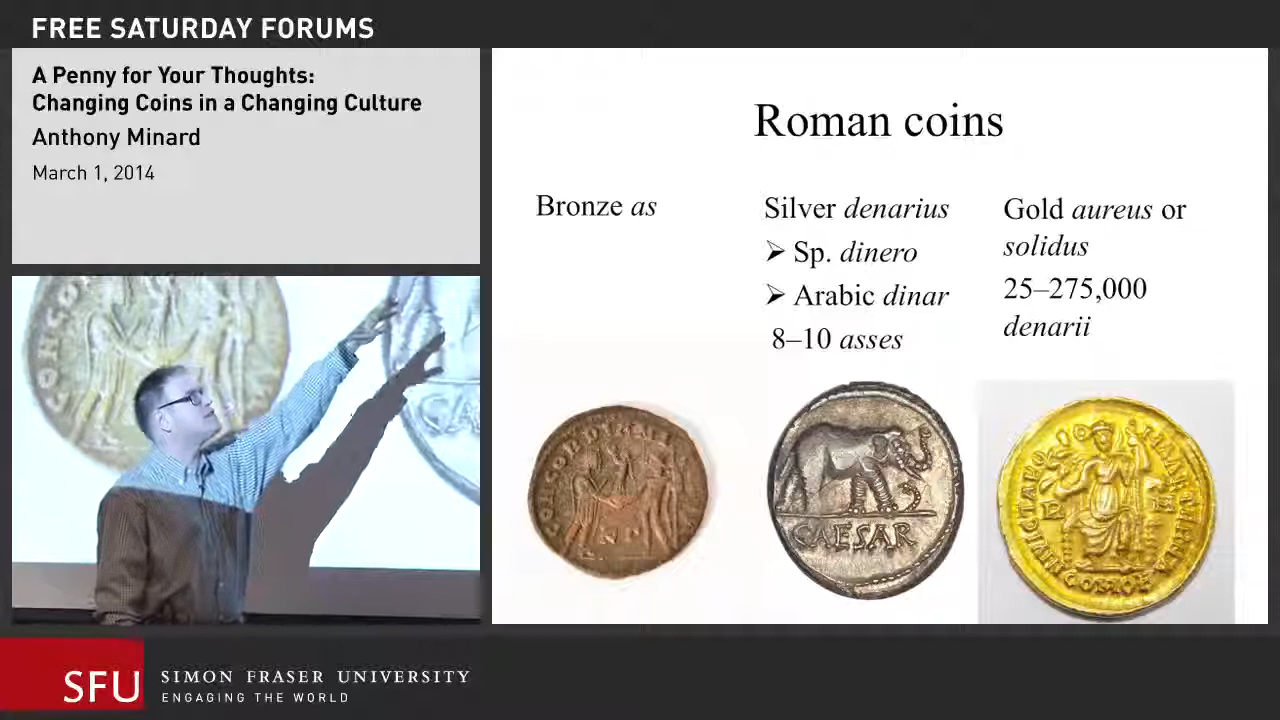 FREE SATURDAY FORUMS
A Penny for Your Thoughts:
Changing Coins in a Changing Culture
Anthony Minard
March 1, 2014
Roman coins
Bronze as
Silver denarius
➢ Sp. dinero
➢ Arabic dinar
8–10 asses
Gold aureus or
solidus
25–275,000
denarii
CAESAR
SFU
SIMON FRASER UNIVERSITY
ENGAGING THE WORLD